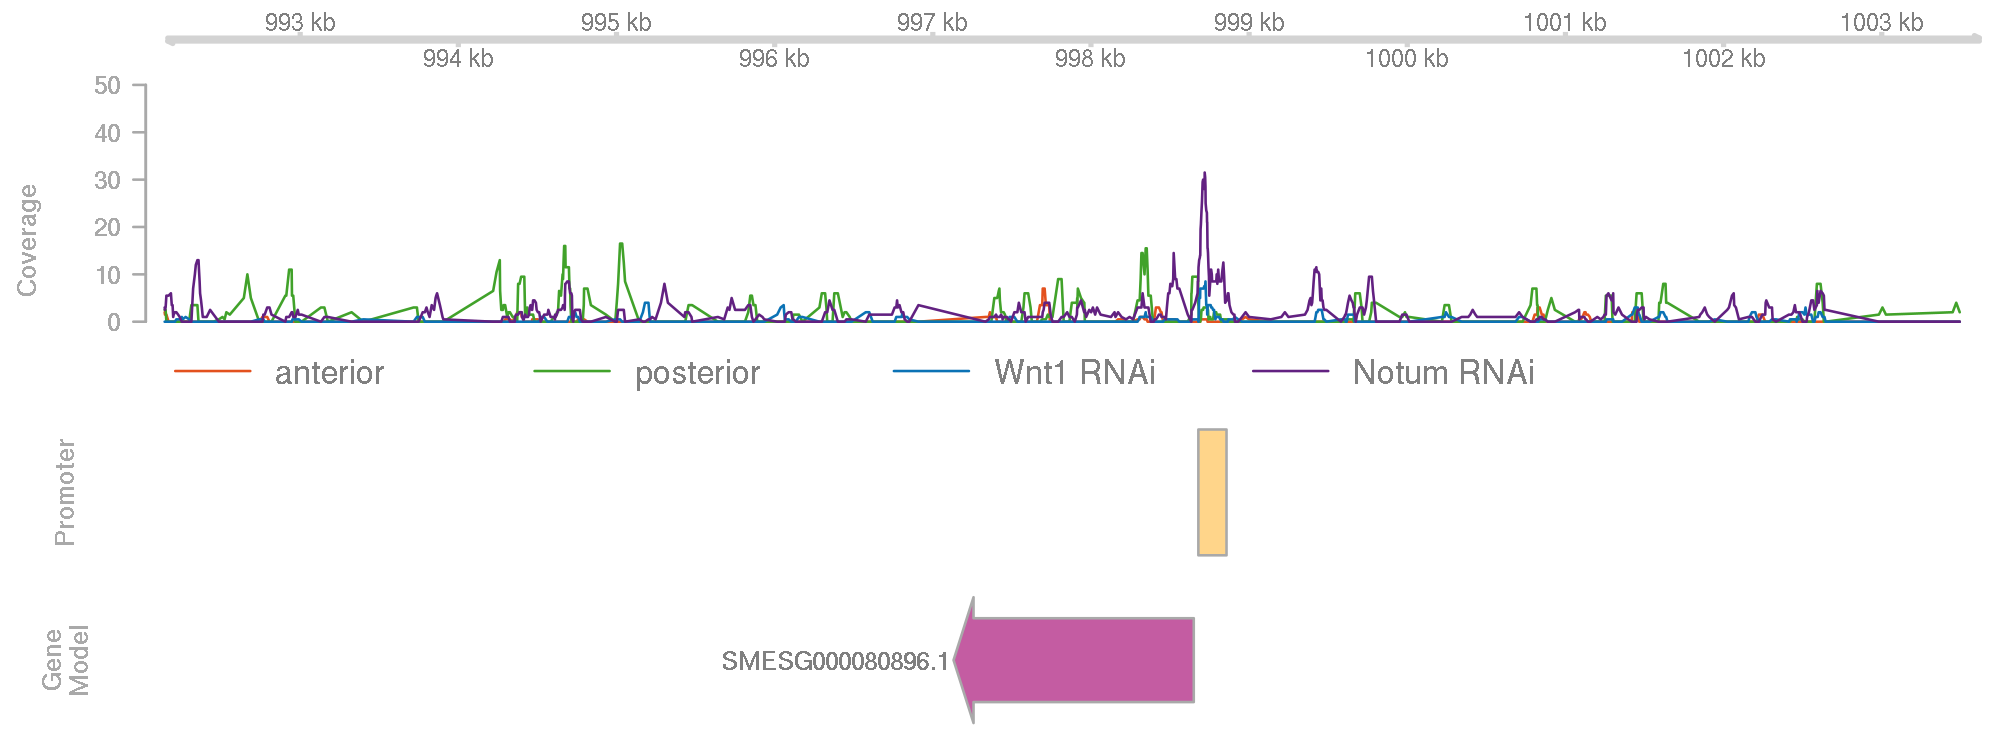 993 kb 995 kb 997 kb 999 kb 1001 kb 1003 kb
994 kb 996 kb 998 kb 1000 kb 1002 kb
Coverage
50
40
30
20
10
0
anterior posterior Wnt1 RNAi Notum RNAi
Promoter
Gene
Model
SMESG000080896.1